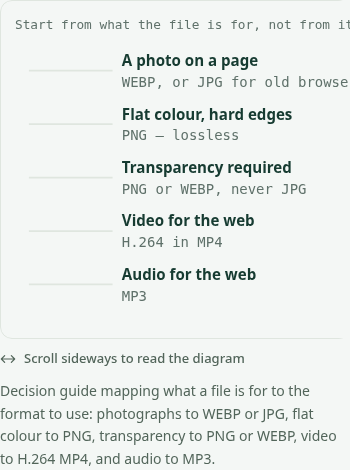 Start from what the file is for, not from it
A photo on a page
WEBP, or JPG for old browse
Flat colour, hard edges
PNG — lossless
Transparency required
PNG or WEBP, never JPG
Video for the web
H.264 in MP4
Audio for the web
MP3
↔ Scroll sideways to read the diagram
Decision guide mapping what a file is for to the
format to use: photographs to WEBP or JPG, flat
colour to PNG, transparency to PNG or WEBP, video
to H.264 MP4, and audio to MP3.